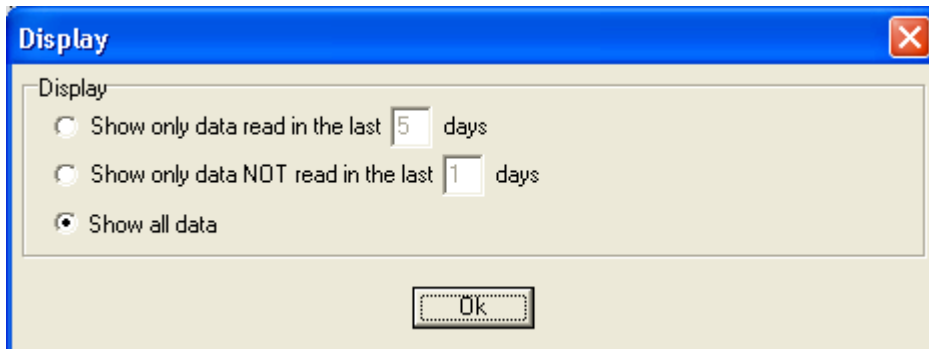 Display
Display
Show only data read in the last 5 days
Show only data NOT read in the last 1 days
Show all data
Ok